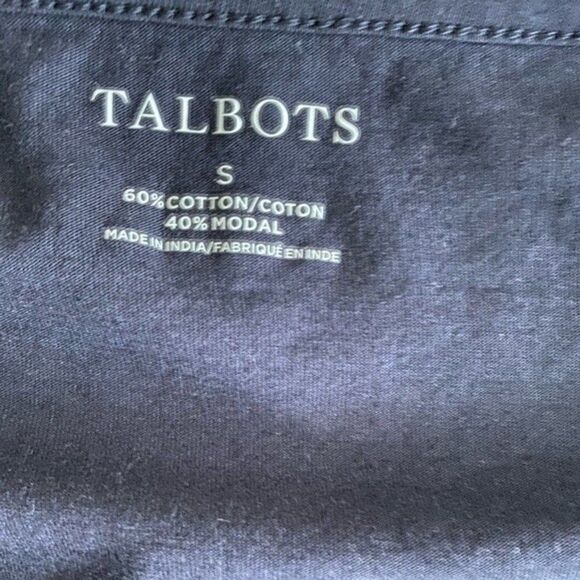 TALBOTS
S
60% COTTON/COTON
40% MODAL
MADE IN INDIA/FABRIQUÉ EN INDE